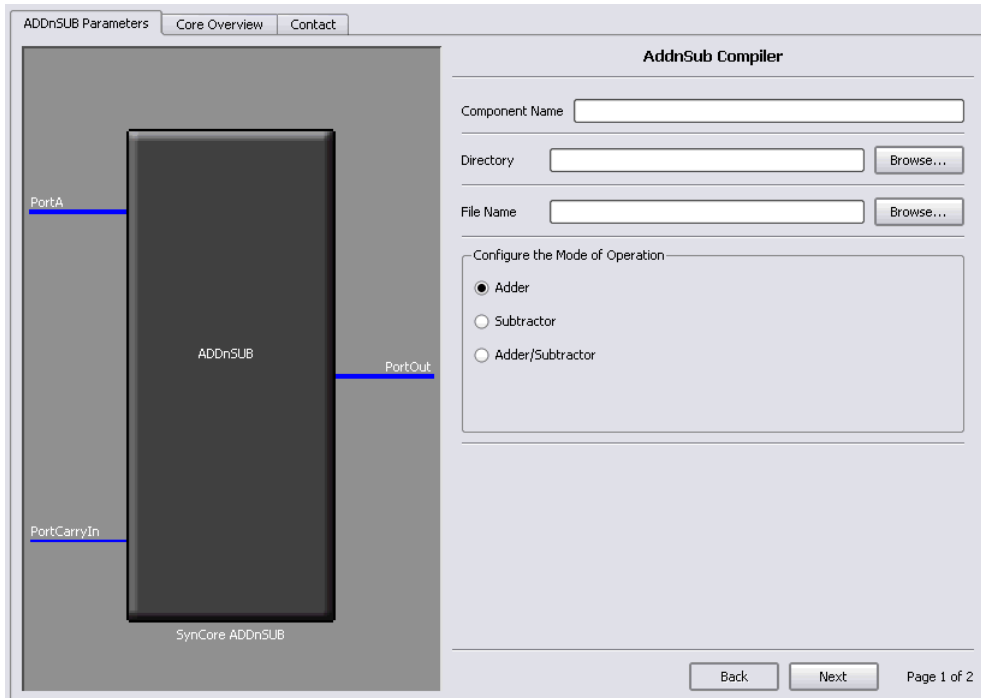 ADDnSUB Parameters
Core Overview
Contact
PortA
ADDnSUB
PortOut
PortCarryIn
SynCore ADDnSUB
AddnSub Compiler
Component Name
Directory
Browse...
File Name
Browse...
Configure the Mode of Operation
Adder
Subtractor
Adder/Subtractor
Back
Next
Page 1 of 2